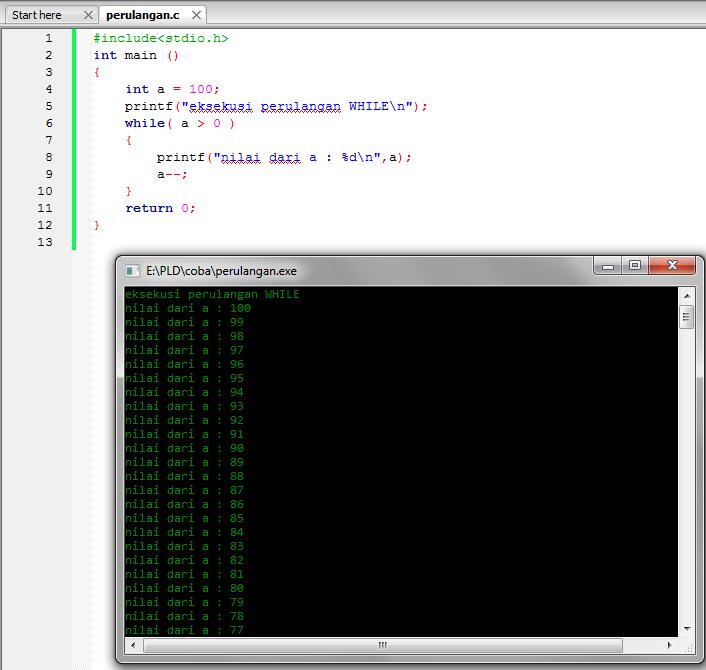 Start here perulangan.c
1 #include<stdio.h>
2 int main ()
3 {
4 int a = 100;
5 printf("eksekusi perulangan WHILE\n");
6 while( a > 0 )
7 {
8 printf("nilai dari a : %d\n",a);
9 a--;
10 }
11 return 0;
12 }
13
E:\PLD\coba\perulangan.exe
eksekusi perulangan WHILE
nilai dari a : 100
nilai dari a : 99
nilai dari a : 98
nilai dari a : 97
nilai dari a : 96
nilai dari a : 95
nilai dari a : 94
nilai dari a : 93
nilai dari a : 92
nilai dari a : 91
nilai dari a : 90
nilai dari a : 89
nilai dari a : 88
nilai dari a : 87
nilai dari a : 86
nilai dari a : 85
nilai dari a : 84
nilai dari a : 83
nilai dari a : 82
nilai dari a : 81
nilai dari a : 80
nilai dari a : 79
nilai dari a : 78
nilai dari a : 77